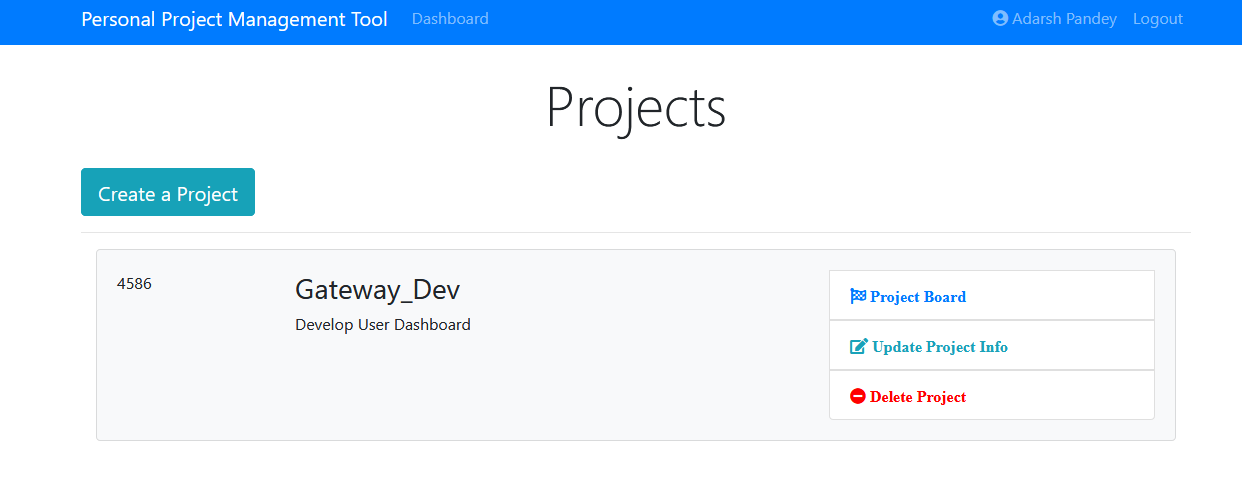 Personal Project Management Tool Dashboard Adarsh Pandey Logout
Projects
Create a Project
4586
Gateway_Dev
Develop User Dashboard
Project Board
Update Project Info
Delete Project